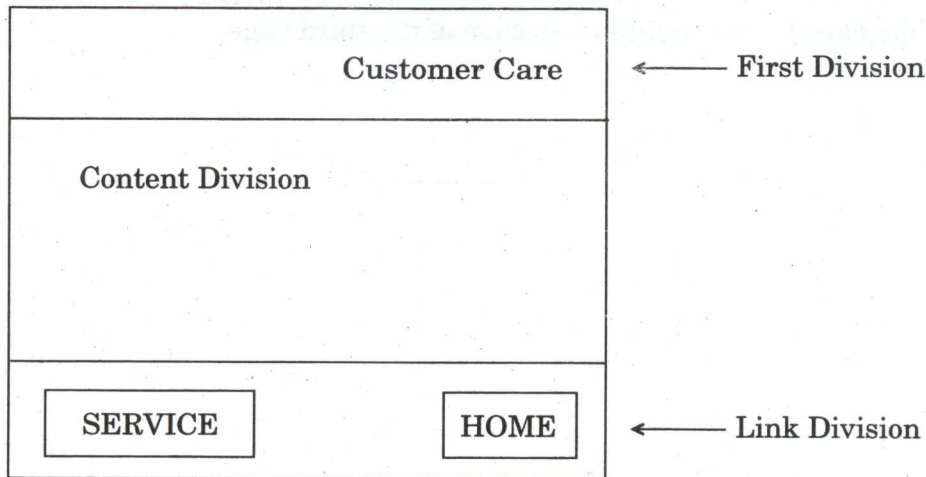 Customer Care ← First Division
Content Division
SERVICE HOME ← Link Division